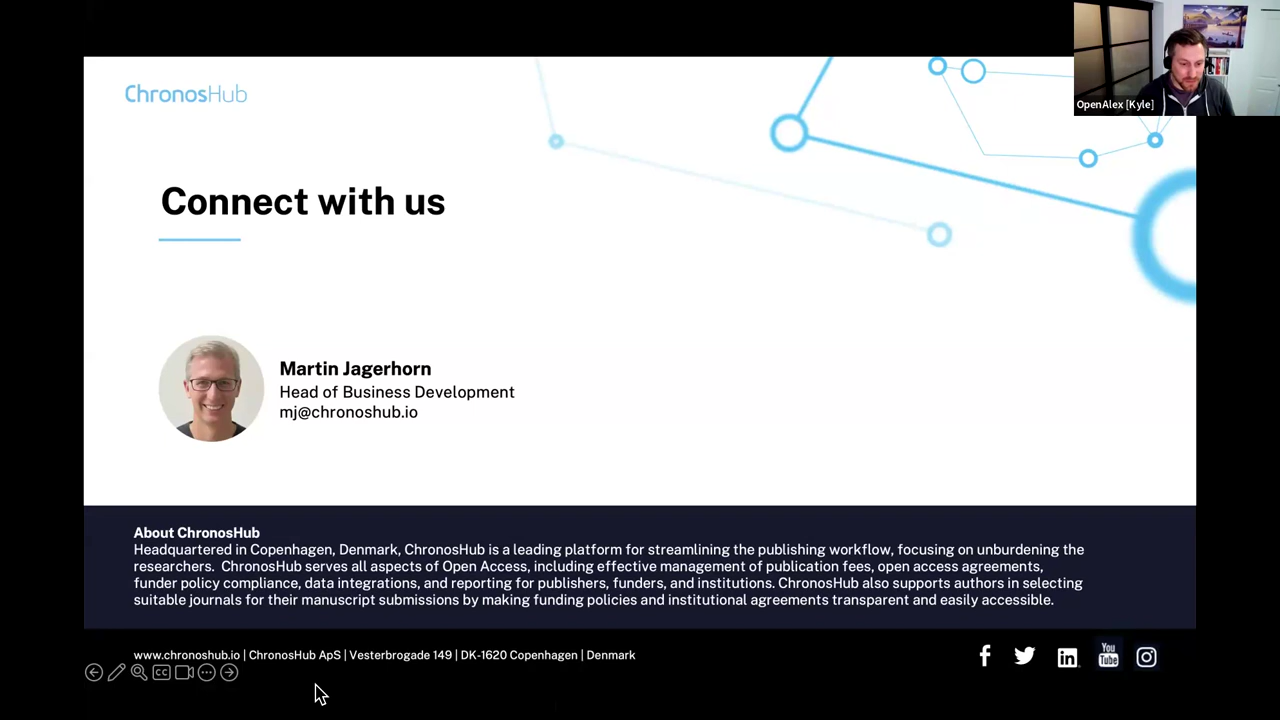 ChronosHub
OpenAlex [Kyle]
Connect with us
Martin Jagerhorn
Head of Business Development
mj@chronoshub.io
About ChronosHub
Headquartered in Copenhagen, Denmark, ChronosHub is a leading platform for streamlining the publishing workflow, focusing on unburdening the
researchers. ChronosHub serves all aspects of Open Access, including effective management of publication fees, open access agreements,
funder policy compliance, data integrations, and reporting for publishers, funders, and institutions. ChronosHub also supports authors in selecting
suitable journals for their manuscript submissions by making funding policies and institutional agreements transparent and easily accessible.
www.chronoshub.io | ChronosHub ApS | Vesterbrogade 149 | DK-1620 Copenhagen | Denmark
f
in
You
Tube
CC